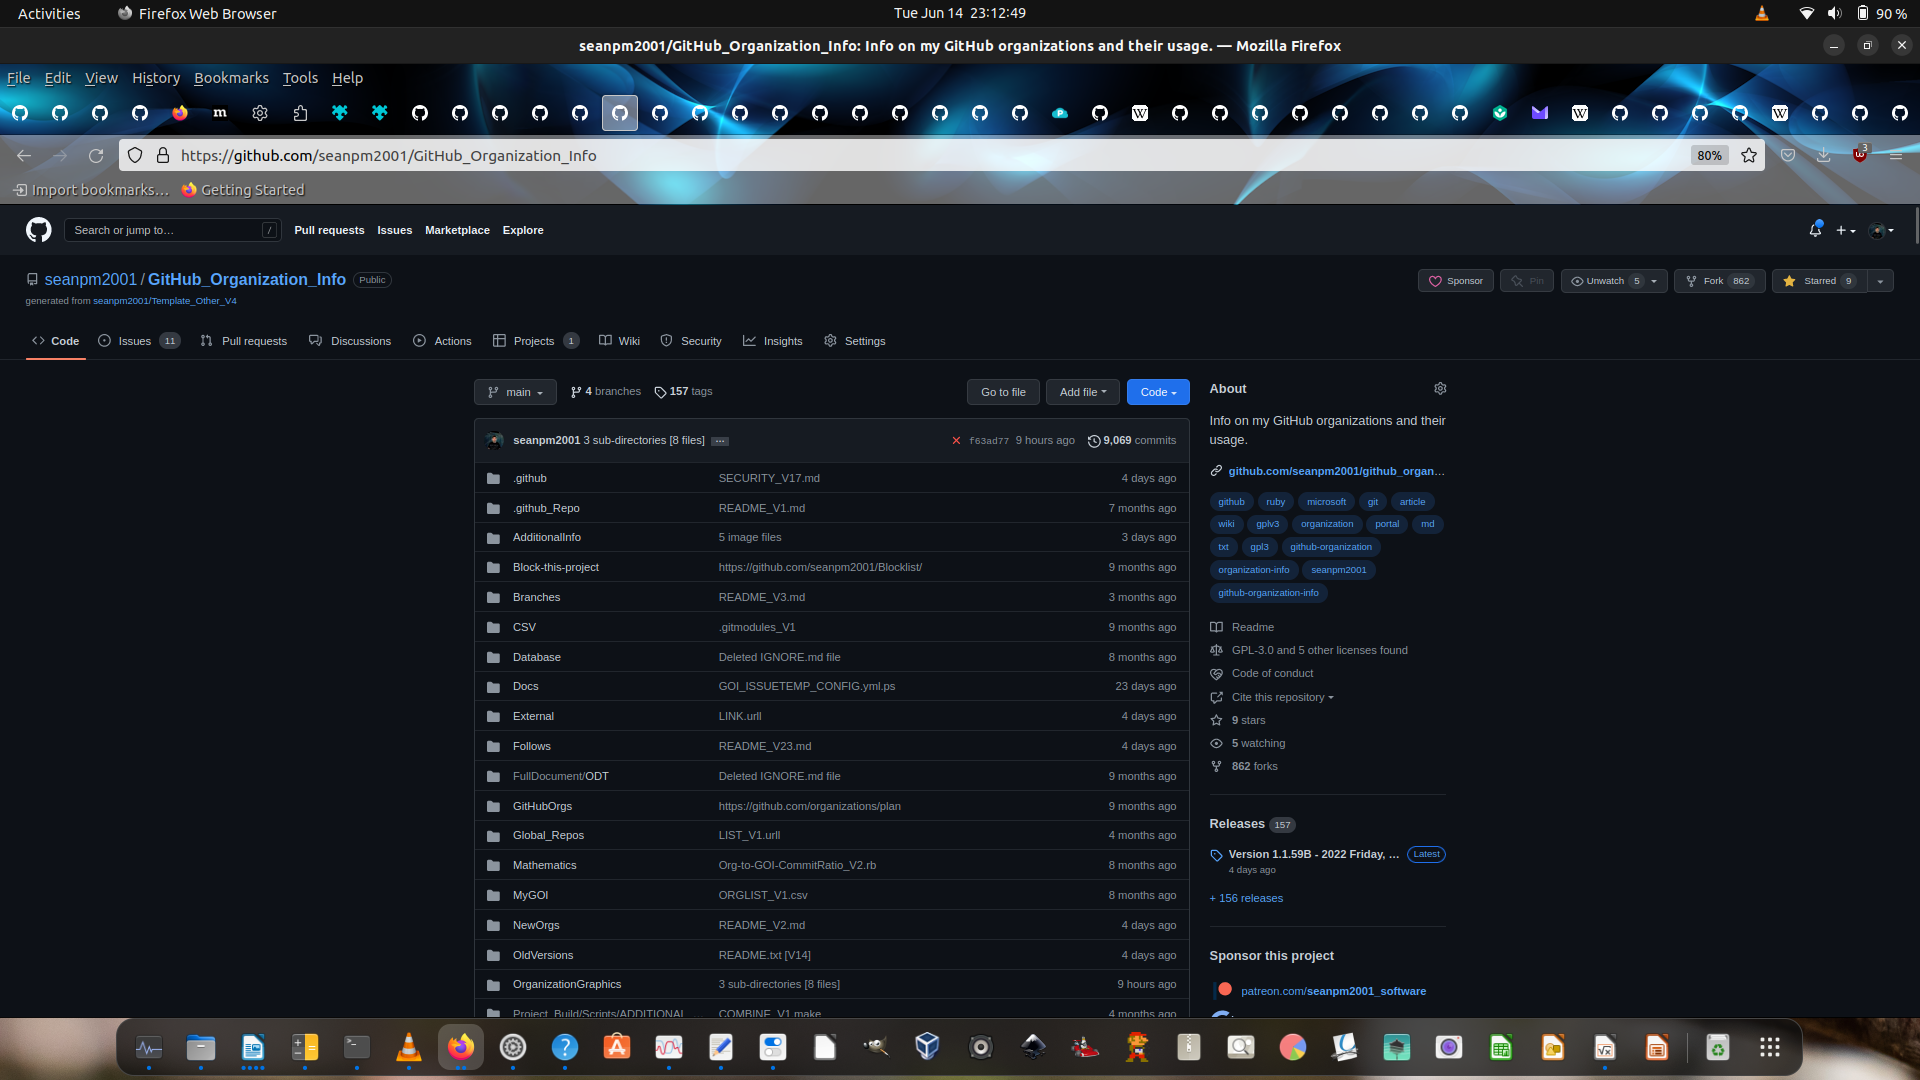 Activities
Firefox Web Browser
Tue Jun 14 23:12:49
90 %
seanpm2001/GitHub_Organization_Info: Info on my GitHub organizations and their usage. — Mozilla Firefox
File Edit View History Bookmarks Tools Help
https://github.com/seanpm2001/GitHub_Organization_Info
80%
3
Import bookmarks… Getting Started
Search or jump to… /
Pull requests Issues Marketplace Explore
seanpm2001 / GitHub_Organization_Info Public
generated from seanpm2001/Template_Other_V4
Sponsor Pin Unwatch 5 Fork 862 Starred 9
Code Issues 11 Pull requests Discussions Actions Projects 1 Wiki Security Insights Settings
main 4 branches 157 tags Go to file Add file Code
seanpm2001 3 sub-directories [8 files] … f63ad77 9 hours ago 9,069 commits
.github SECURITY_V17.md 4 days ago
.github_Repo README_V1.md 7 months ago
AdditionalInfo 5 image files 3 days ago
Block-this-project https://github.com/seanpm2001/Blocklist/ 9 months ago
Branches README_V3.md 3 months ago
CSV .gitmodules_V1 9 months ago
Database Deleted IGNORE.md file 8 months ago
Docs GOI_ISSUETEMP_CONFIG.yml.ps 23 days ago
External LINK.urll 4 days ago
Follows README_V23.md 4 days ago
FullDocument/ODT Deleted IGNORE.md file 9 months ago
GitHubOrgs https://github.com/organizations/plan 9 months ago
Global_Repos LIST_V1.urll 4 months ago
Mathematics Org-to-GOI-CommitRatio_V2.rb 8 months ago
MyGOI ORGLIST_V1.csv 8 months ago
NewOrgs README_V2.md 4 days ago
OldVersions README.txt [V14] 4 days ago
OrganizationGraphics 3 sub-directories [8 files] 9 hours ago
Project_Build/Scripts/ADDITIONAL_… COMBINE_V1.make 4 months ago
About
Info on my GitHub organizations and their
usage.
github.com/seanpm2001/github_organ…
github ruby microsoft git article
wiki gplv3 organization portal md
txt gpl3 github-organization
organization-info seanpm2001
github-organization-info
Readme
GPL-3.0 and 5 other licenses found
Code of conduct
Cite this repository
9 stars
5 watching
862 forks
Releases 157
Version 1.1.59B - 2022 Friday, … Latest
4 days ago
+ 156 releases
Sponsor this project
patreon.com/seanpm2001_software